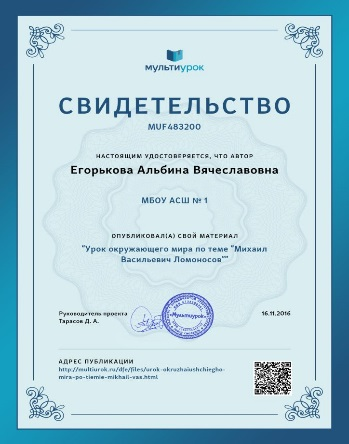 мультиурок
СВИДЕТЕЛЬСТВО
MUF483200
НАСТОЯЩИМ УДОСТОВЕРЯЕТСЯ, ЧТО АВТОР
Егорькова Альбина Вячеславовна
МБОУ АСШ № 1
ОПУБЛИКОВАЛ(А) СВОЙ МАТЕРИАЛ
"Урок окружающего мира по теме "Михаил
Васильевич Ломоносов""
Руководитель проекта
Тарасов Д. А.
«Мультиурок»
16.11.2016
АДРЕС ПУБЛИКАЦИИ
http://multiurok.ru/dle/files/urok-okruzhaiushchiegho-
mira-po-tiemie-mikhail-vas.html